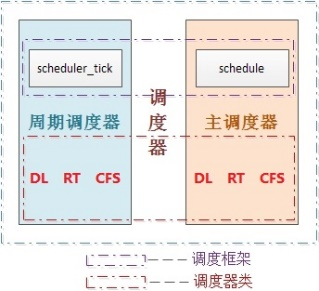 scheduler_tick
schedule
调度器
周期调度器
主调度器
DL RT CFS
DL RT CFS
调度框架
调度器类